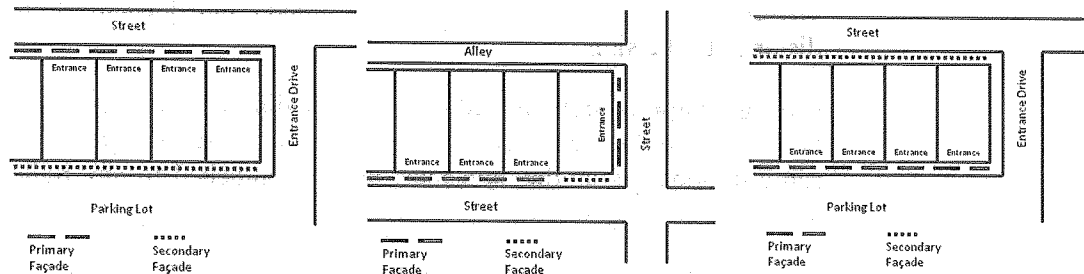 Street
Entrance Entrance Entrance Entrance
Entrance Drive
Parking Lot
Primary Façade
Secondary Façade
Alley
Entrance
Entrance Entrance Entrance
Street
Street
Primary Facade
Secondary Facade
Street
Entrance Drive
Entrance Entrance Entrance Entrance
Parking Lot
Primary Façade
Secondary Façade